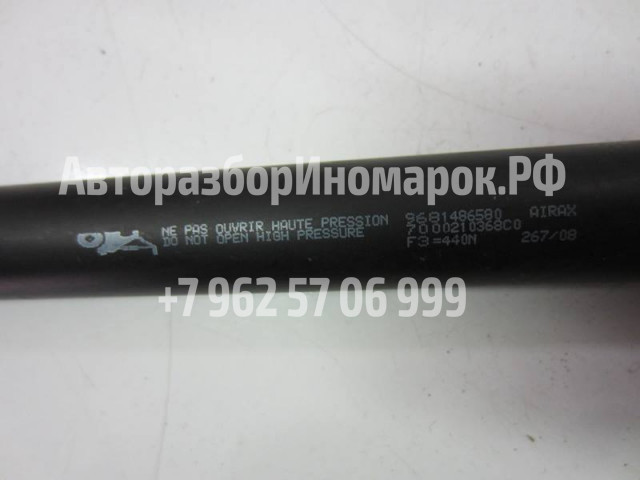 АвторазборИномарок.РФ
NE PAS OUVRIR HAUTE PRESSION 9681486580 AIRAX
DO NOT OPEN HIGH PRESSURE 7000210368C0
F3=440N 267/08
+7 962 57 06 999